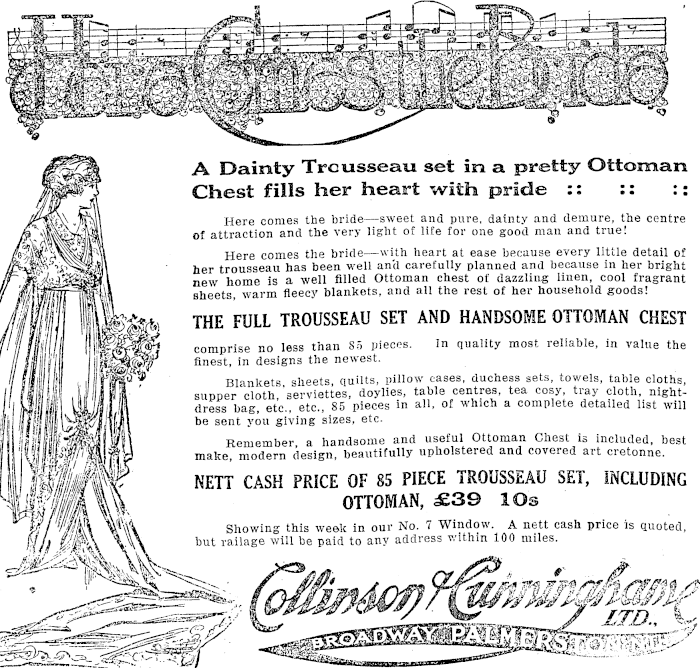 Here Comes the Bride
A Dainty Trousseau set in a pretty Ottoman
Chest fills her heart with pride :: :: ::
Here comes the bride—sweet and pure, dainty and demure, the centre
of attraction and the very light of life for one good man and true!
Here comes the bride—with heart at ease because every little detail of
her trousseau has been well and carefully planned and because in her bright
new home is a well filled Ottoman chest of dazzling linen, cool fragrant
sheets, warm fleecy blankets, and all the rest of her household goods!
THE FULL TROUSSEAU SET AND HANDSOME OTTOMAN CHEST
comprise no less than 85 pieces. In quality most reliable, in value the
finest, in designs the newest.
Blankets, sheets, quilts, pillow cases, duchess sets, towels, table cloths,
supper cloth, serviettes, doylies, table centres, tea cosy, tray cloth, night-
dress bag, etc., etc., 85 pieces in all, of which a complete detailed list will
be sent you giving sizes, etc.
Remember, a handsome and useful Ottoman Chest is included, best
make, modern design, beautifully upholstered and covered art cretonne.
NETT CASH PRICE OF 85 PIECE TROUSSEAU SET, INCLUDING
OTTOMAN, £39 10s
Showing this week in our No. 7 Window. A nett cash price is quoted,
but railage will be paid to any address within 100 miles.
Collinson & Cunninghame
LTD.,
BROADWAY, PALMERSTON NTH